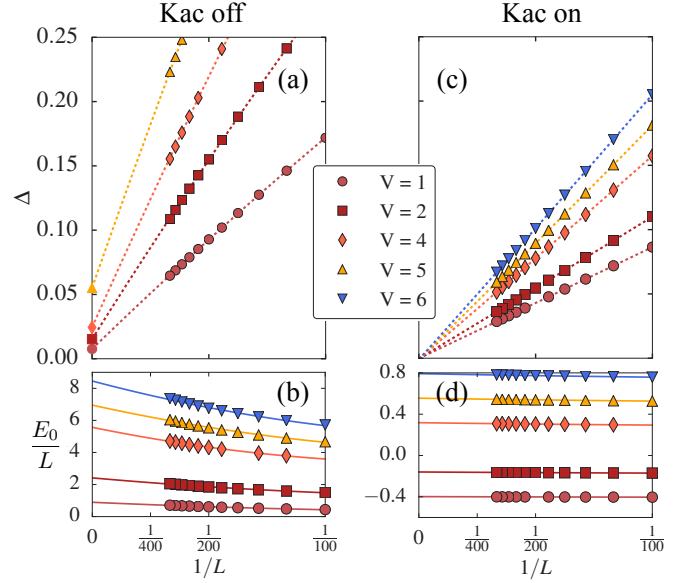 Kac off
Kac on
0.25
0.20
0.15
0.10
0.05
0.00
Δ
(a)
(c)
V = 1
V = 2
V = 4
V = 5
V = 6
8
6
4
2
0
E₀/L
(b)
0.8
0.4
0.0
−0.4
(d)
0 1/400 1/200 1/100
0 1/400 1/200 1/100
1/L
1/L